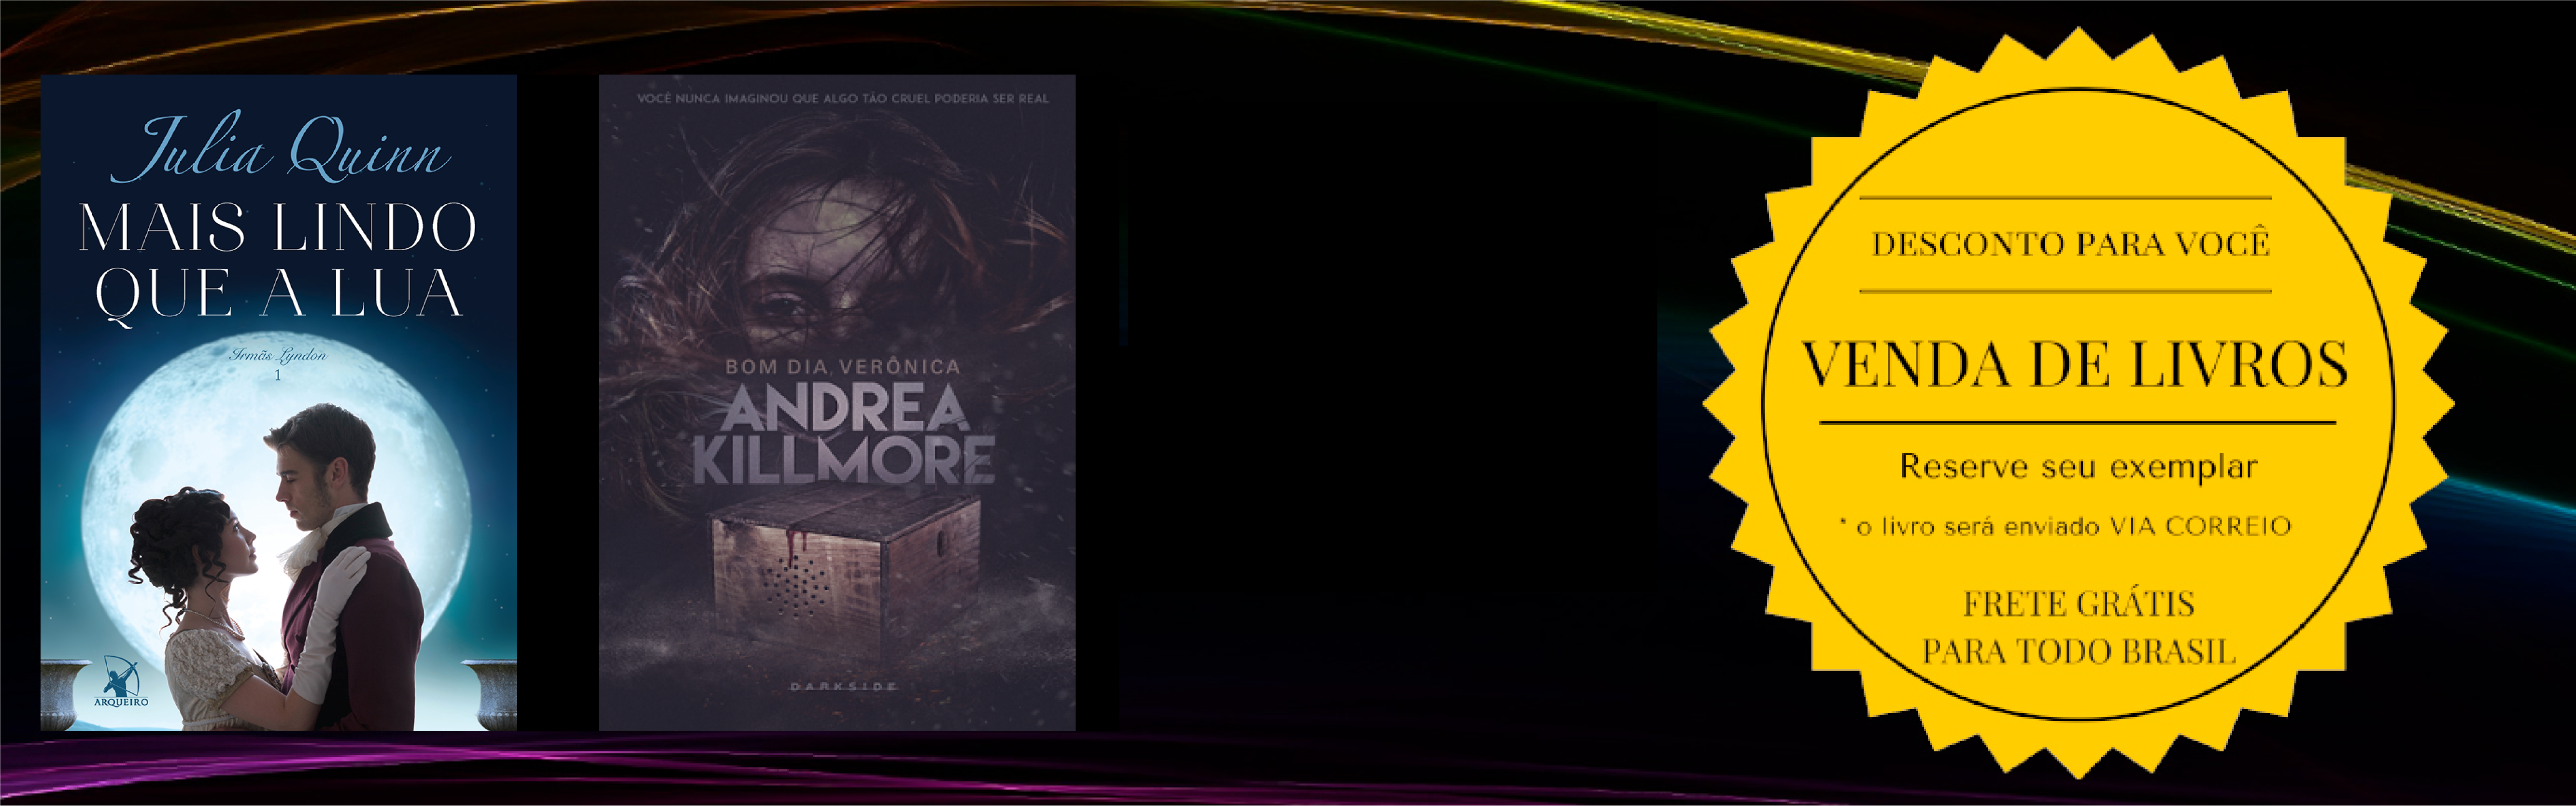 Julia Quinn
MAIS LINDO
QUE A LUA
Irmãs Lyndon
1
ARQUEIRO
VOCÊ NUNCA IMAGINOU QUE ALGO TÃO CRUEL PODERIA SER REAL
BOM DIA, VERÔNICA
ANDREA
KILLMORE
DARKSIDE
DESCONTO PARA VOCÊ
VENDA DE LIVROS
Reserve seu exemplar
* o livro será enviado VIA CORREIO
FRETE GRÁTIS
PARA TODO BRASIL